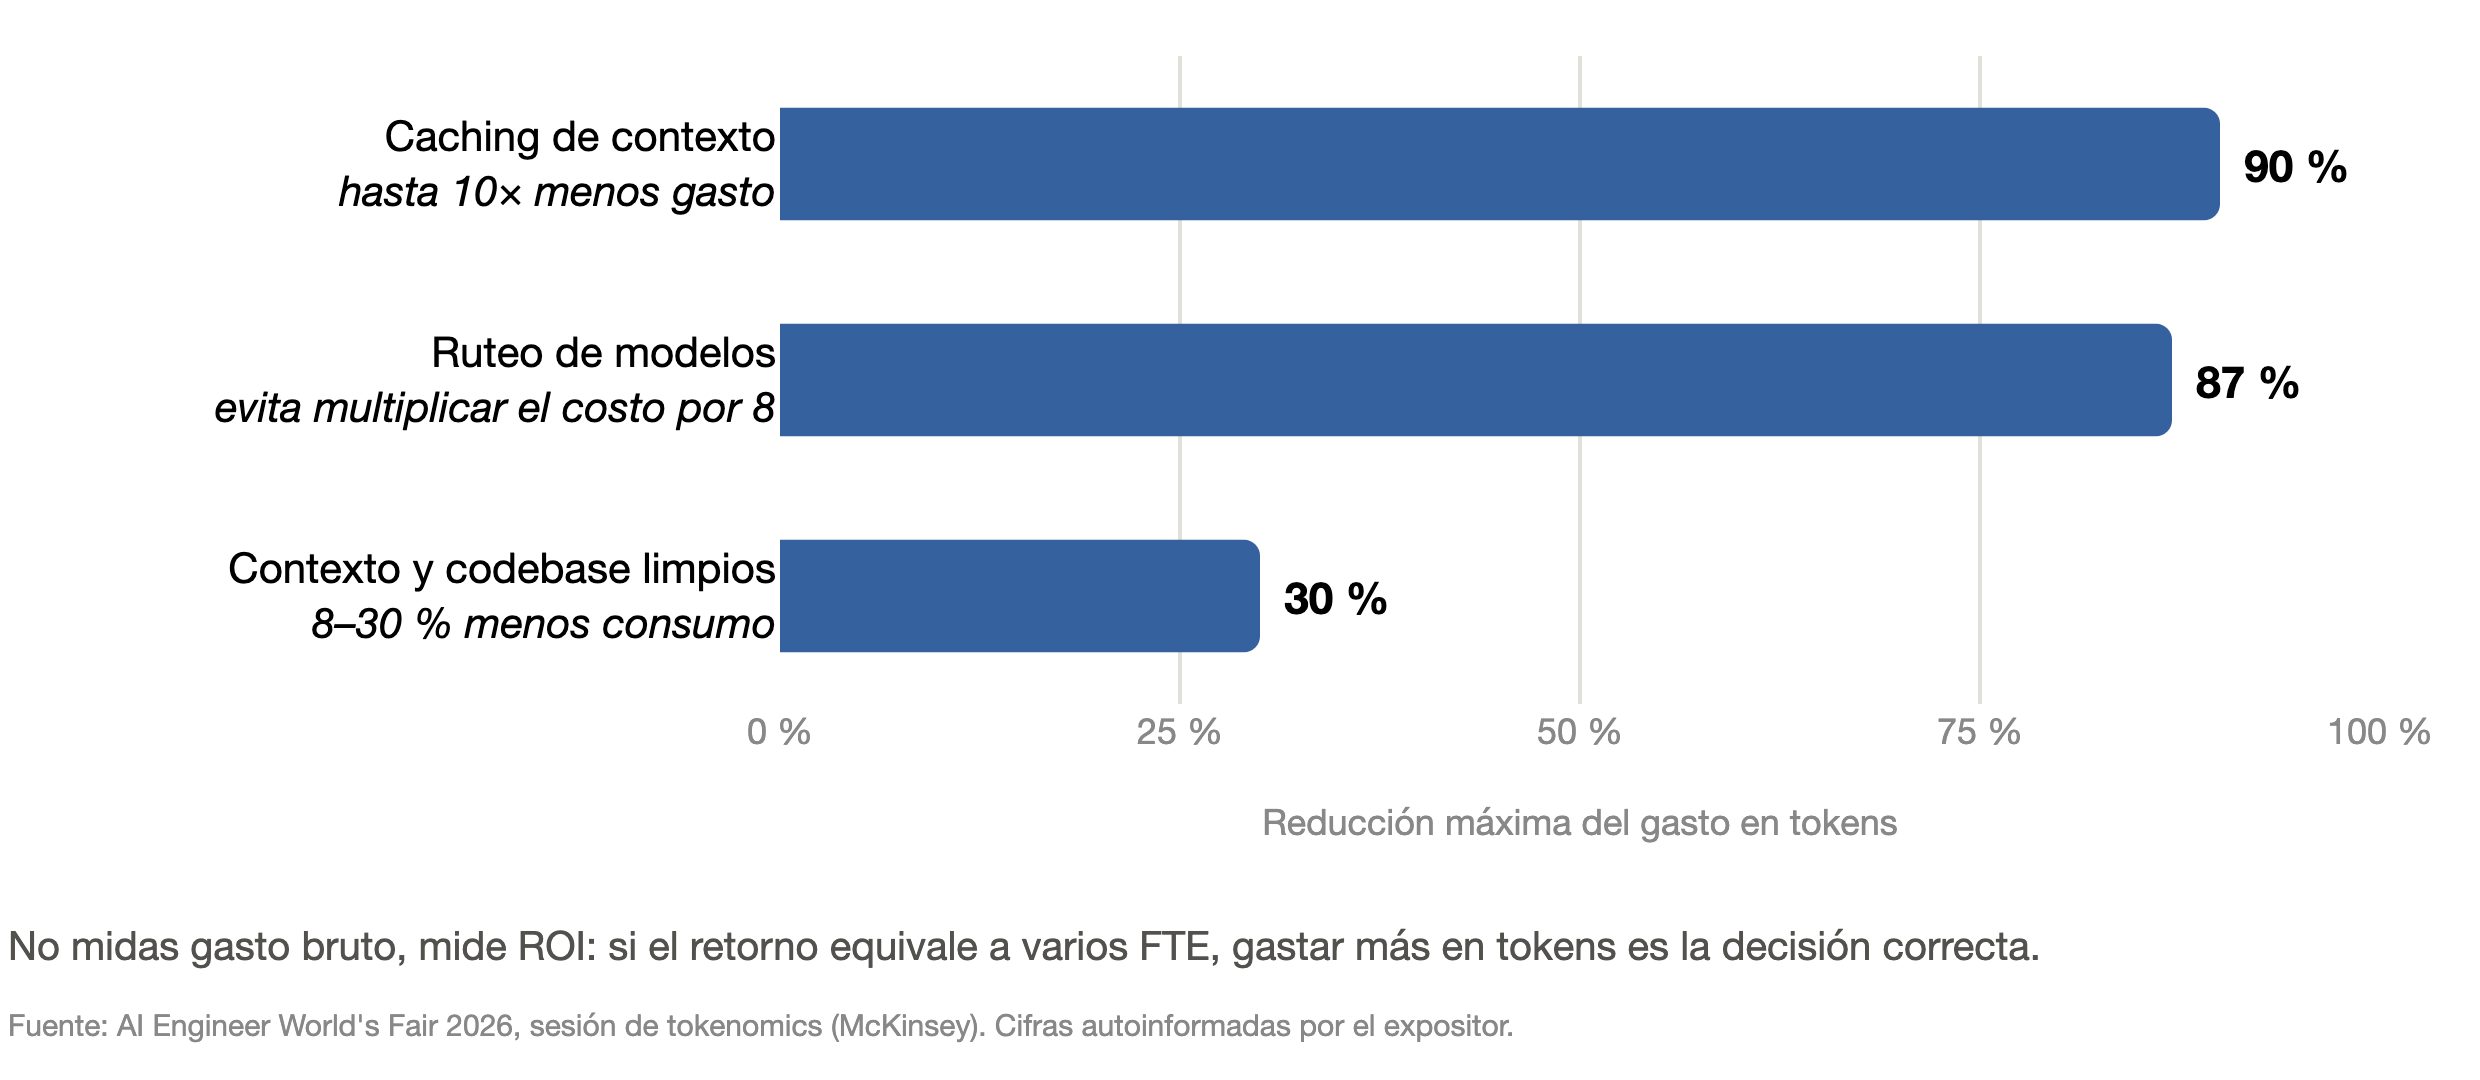 Caching de contexto
hasta 10× menos gasto
90 %
Ruteo de modelos
evita multiplicar el costo por 8
87 %
Contexto y codebase limpios
8–30 % menos consumo
30 %
0 % 25 % 50 % 75 % 100 %
Reducción máxima del gasto en tokens
No midas gasto bruto, mide ROI: si el retorno equivale a varios FTE, gastar más en tokens es la decisión correcta.
Fuente: AI Engineer World's Fair 2026, sesión de tokenomics (McKinsey). Cifras autoinformadas por el expositor.